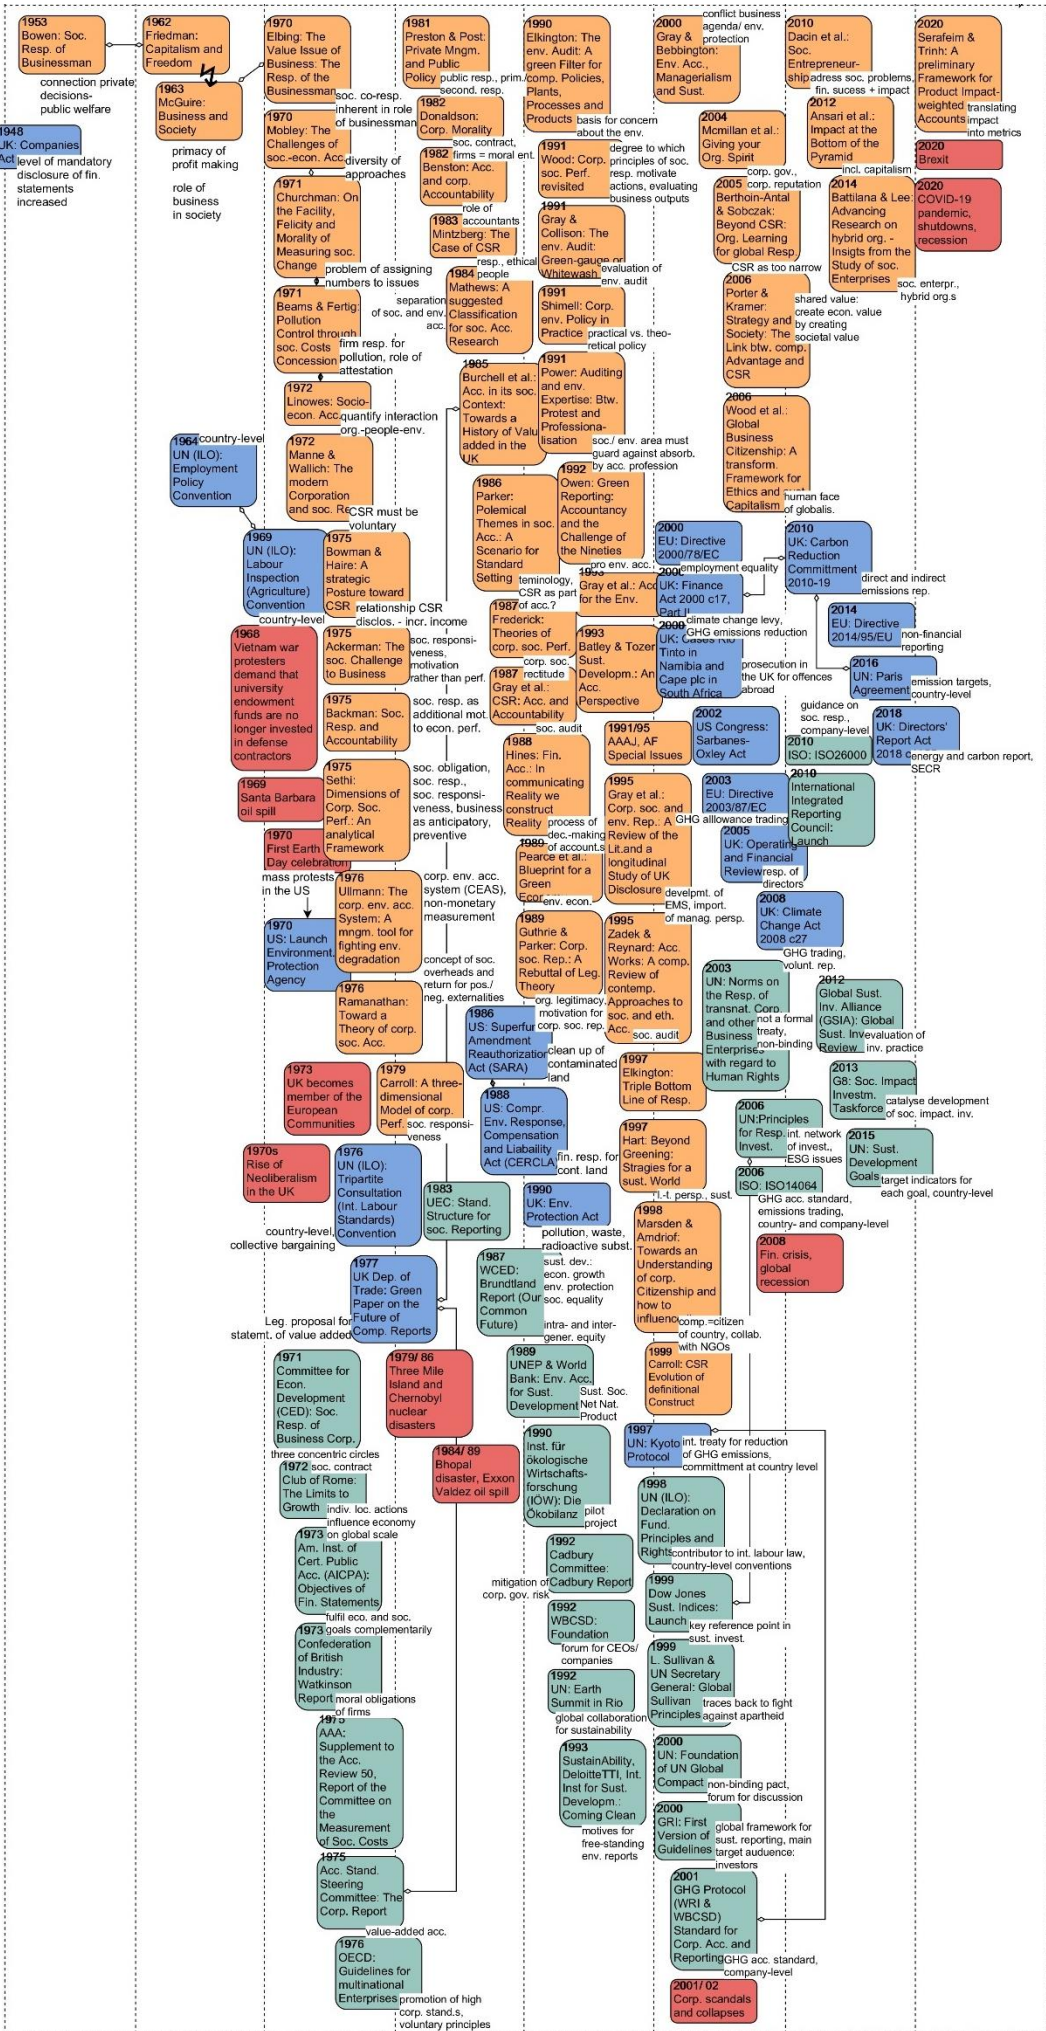 1953
Bowen: Soc.
Resp. of
Businessman
connection private
decisions-
public welfare
1948
UK: Companies
Act
level of mandatory
disclosure of fin.
statements
increased
1962
Friedman:
Capitalism and
Freedom
1963
McGuire:
Business and
Society
primacy of
profit making
role of
business
in society
1964
UN (ILO):
Employment
Policy
Convention
country-level
1969
UN (ILO):
Labour
Inspection
(Agriculture)
Convention
country-level
1968
Vietnam war
protesters
demand that
university
endowment
funds are no
longer invested
in defense
contractors
1969
Santa Barbara
oil spill
1970
First Earth
Day celebration
mass protests
in the US
1970
US: Launch
Environment.
Protection
Agency
1970
Elbing: The
Value Issue of
Business: The
Resp. of the
Businessman
soc. co-resp.
inherent in role
of businessman
1970
Mobley: The
Challenges of
soc.-econ. Acc.
diversity of
approaches
1971
Churchman: On
the Facility,
Felicity and
Morality of
Measuring soc.
Change
problem of assigning
numbers to issues
1971
Beams & Fertig:
Pollution
Control through
soc. Costs
Concession
firm resp. for
pollution, role of
attestation
1972
Linowes: Socio-
econ. Acc.
quantify interaction
org.-people-env.
1972
Manne &
Wallich: The
modern
Corporation
and soc.
CSR must be
voluntary
1975
Bowman &
Haire: A
strategic
Posture toward
CSR
relationship CSR
disclos. - incr. income
1975
Ackerman: The
soc. Challenge
to Business
soc. responsi-
veness,
motivation
rather than perf.
1975
Backman: Soc.
Resp. and
Accountability
soc. resp. as
additional mot.
to econ. perf.
1975
Sethi:
Dimensions of
Corp. Soc.
Perf.: An
analytical
Framework
soc. obligation,
soc. resp.,
soc. responsi-
veness, business
as anticipatory,
preventive
1976
Ullmann: The
corp. env. acc.
System: A
mngm. tool for
fighting env.
degradation
corp. env. acc.
system (CEAS),
non-monetary
measurement
1976
Ramanathan:
Toward a
Theory of corp.
soc. Acc.
concept of soc.
overheads and
return for pos./
neg. externalities
1973
UK becomes
member of the
European
Communities
1979
Carroll: A three-
dimensional
Model of corp.
Perf.
soc. responsi-
veness
1970s
Rise of
Neoliberalism
in the UK
1976
UN (ILO):
Tripartite
Consultation
(Int. Labour
Standards)
Convention
country-level,
collective bargaining
1977
UK Dep. of
Trade: Green
Paper on the
Future of
Comp. Reports
Leg. proposal for
statemt. of value added
1971
Committee for
Econ.
Development
(CED): Soc.
Resp. of
Business Corp.
three concentric circles
soc. contract
1972
Club of Rome:
The Limits to
Growth
indiv. loc. actions
influence economy
on global scale
1973
Am. Inst. of
Cert. Public
Acc. (AICPA):
Objectives of
Fin. Statements
fulfil eco. and soc.
goals complementarily
1973
Confederation
of British
Industry:
Watkinson
Report
moral obligations
of firms
1975
AAA:
Supplement to
the Acc.
Review 50,
Report of the
Committee on
the
Measurement
of Soc. Costs
1975
Acc. Stand.
Steering
Committee: The
Corp. Report
value-added acc.
1976
OECD:
Guidelines for
multinational
Enterprises
promotion of high
corp. stand.s,
voluntary principles
1979/ 86
Three Mile
Island and
Chernobyl
nuclear
disasters
1984/ 89
Bhopal
disaster, Exxon
Valdez oil spill
1981
Preston & Post:
Private Mngm.
and Public
Policy
public resp., prim./
second. resp.
1982
Donaldson:
Corp. Morality
soc. contract,
firms = moral ent.
1982
Benston: Acc.
and corp.
Accountability
role of
accountants
1983
Mintzberg: The
Case of CSR
resp., ethical
people
1984
Mathews: A
suggested
Classification
for soc. Acc.
Research
separation
of soc. and env.
acc.
1985
Burchell et al.:
Acc. in its soc.
Context:
Towards a
History of Valu
added in the
UK
1986
Parker:
Polemical
Themes in soc.
Acc.: A
Scenario for
Standard
Setting
teminology,
CSR as part
of acc.?
1987
Frederick:
Theories of
corp. soc. Perf.
corp. soc.
rectitude
1987
Gray et al.:
CSR: Acc. and
Accountability
soc. audit
1988
Hines: Fin.
Acc.: In
communicating
Reality we
construct
Reality
process of
dec.-making
of account.s
1989
Pearce et al.:
Blueprint for a
Green
Econ
env. econ.
1989
Guthrie &
Parker: Corp.
soc. Rep.: A
Rebuttal of Leg.
Theory
org. legitimacy,
motivation for
corp. soc. rep.
1986
US: Superfun
Amendment
Reauthorization
Act (SARA)
clean up of
contaminated
land
1988
US: Compr.
Env. Response,
Compensation
and Liabaility
Act (CERCLA)
fin. resp. for
cont. land
1983
UEC: Stand.
Structure for
soc. Reporting
1990
UK: Env.
Protection Act
pollution, waste,
radioactive subst.
1987
WCED:
Brundtland
Report (Our
Common
Future)
sust. dev.:
econ. growth
env. protection
soc. equality
intra- and inter-
gener. equity
1989
UNEP & World
Bank: Env. Acc.
for Sust.
Development
Sust. Soc.
Net Nat.
Product
1990
Inst. für
ökologische
Wirtschafts-
forschung
(IÖW): Die
Ökobilanz
pilot
project
1992
Cadbury
Committee:
Cadbury Report
mitigation of
corp. gov. risk
1992
WBCSD:
Foundation
forum for CEOs/
companies
1992
UN: Earth
Summit in Rio
global collaboration
for sustainability
1993
SustainAbility,
DeloitteTTI, Int.
Inst for Sust.
Developm.:
Coming Clean
motives for
free-standing
env. reports
1990
Elkington: The
env. Audit: A
green Filter for
comp. Policies,
Plants,
Processes and
Products
basis for concern
about the env.
1991
Wood: Corp.
soc. Perf.
revisited
degree to which
principles of soc.
resp. motivate
actions, evaluating
business outputs
1991
Gray &
Collison: The
env. Audit:
Green-gauge or
Whitewash
evaluation of
env. audit
1991
Shimell: Corp.
env. Policy in
Practice
practical vs. theo-
retical policy
1991
Power: Auditing
and env.
Expertise: Btw.
Protest and
Professiona-
lisation
soc./ env. area must
guard against absorb.
by acc. profession
1992
Owen: Green
Reporting:
Accountancy
and the
Challenge of
the Nineties
pro env. acc.
1993
Gray et al.: Acc
for the Env.
1993
Batley & Tozer:
Sust.
Developm.: An
Acc.
Perspective
1991/95
AAAJ, AF
Special Issues
1995
Gray et al.:
Corp. soc. and
env. Rep.: A
Review of the
Lit.and a
longitudinal
Study of UK
Disclosure
develpmt. of
EMS, import.
of manag. persp.
1995
Zadek &
Reynard: Acc.
Works: A comp.
Review of
contemp.
Approaches to
soc. and eth.
Acc.
soc. audit
1997
Elkington:
Triple Bottom
Line of Resp.
1997
Hart: Beyond
Greening:
Stragies for a
sust. World
l.-t. persp., sust.
1998
Marsden &
Amdriof:
Towards an
Understanding
of corp.
Citizenship and
how to
influence
comp.=citizen
of country, collab.
with NGOs
1999
Carroll: CSR
Evolution of
definitional
Construct
1997
UN: Kyoto
Protocol
int. treaty for reduction
of GHG emissions,
committment at country level
1998
UN (ILO):
Declaration on
Fund.
Principles and
Rights
contributor to int. labour law,
country-level conventions
1999
Dow Jones
Sust. Indices:
Launch
key reference point in
sust. invest.
1999
L. Sullivan &
UN Secretary
General: Global
Sullivan
Principles
traces back to fight
against apartheid
2000
UN: Foundation
of UN Global
Compact
non-binding pact,
forum for discussion
2000
GRI: First
Version of
Guidelines
global framework for
sust. reporting, main
target auduence:
investors
2001
GHG Protocol
(WRI &
WBCSD)
Standard for
Corp. Acc. and
Reporting
GHG acc. standard,
company-level
2001/ 02
Corp. scandals
and collapses
2000
Gray &
Bebbington:
Env. Acc.,
Managerialism
and Sust.
conflict business
agenda/ env.
protection
2004
Mcmillan et al.:
Giving your
Org. Spirit
corp. gov.,
corp. reputation
2005
Berthoin-Antal
& Sobczak:
Beyond CSR:
Org. Learning
for global Resp.
CSR as too narrow
2006
Porter &
Kramer:
Strategy and
Society: The
Link btw. comp.
Advantage and
CSR
shared value:
create econ. value
by creating
societal value
2006
Wood et al.:
Global
Business
Citizenship: A
transform.
Framework for
Ethics and
Capitalism
human face
of globalis.
2000
EU: Directive
2000/78/EC
employment equality
2000
UK: Finance
Act 2000 c17,
Part II
climate change levy,
GHG emissions reduction
2000
UK: Cases Rio
Tinto in
Namibia and
Cape plc in
South Africa
prosecution in
the UK for offences
abroad
2002
US Congress:
Sarbanes-
Oxley Act
2003
EU: Directive
2003/87/EC
GHG alllowance trading
2005
UK: Operating
and Financial
Review
resp. of
directors
2008
UK: Climate
Change Act
2008 c27
GHG trading,
volunt. rep.
2003
UN: Norms on
the Resp. of
transnat. Corp.
and other
Business
Enterprises
with regard to
Human Rights
not a formal
treaty,
non-binding
2006
UN:Principles
for Resp.
Invest.
int. network
of invest.,
ESG issues
2006
ISO: ISO14064
GHG acc. standard,
emissions trading,
country- and company-level
2008
Fin. crisis,
global
recession
2010
Dacin et al.:
Soc.
Entrepreneur-
ship
adress soc. problems,
fin. sucess + impact
2012
Ansari et al.:
Impact at the
Bottom of the
Pyramid
incl. capitalism
2014
Battilana & Lee:
Advancing
Research on
hybrid org. -
Insigts from the
Study of soc.
Enterprises
soc. enterpr.,
hybrid org.s
2010
UK: Carbon
Reduction
Committment
2010-19
direct and indirect
emissions rep.
2014
EU: Directive
2014/95/EU
non-financial
reporting
2016
UN: Paris
Agreement
emission targets,
country-level
guidance on
soc. resp.,
company-level
2010
ISO: ISO26000
2018
UK: Directors'
Report Act
2018 c
energy and carbon report,
SECR
2010
International
Integrated
Reporting
Council:
Launch
2012
Global Sust.
Inv. Alliance
(GSIA): Global
Sust. Inv
Review
evaluation of
inv. practice
2013
G8: Soc. Impact
Investm.
Taskforce
catalyse development
of soc. impact. inv.
2015
UN: Sust.
Development
Goals
target indicators for
each goal, country-level
2020
Serafeim &
Trinh: A
preliminary
Framework for
Product Impact-
weighted
Accounts
translating
impact
into metrics
2020
Brexit
2020
COVID-19
pandemic,
shutdowns,
recession